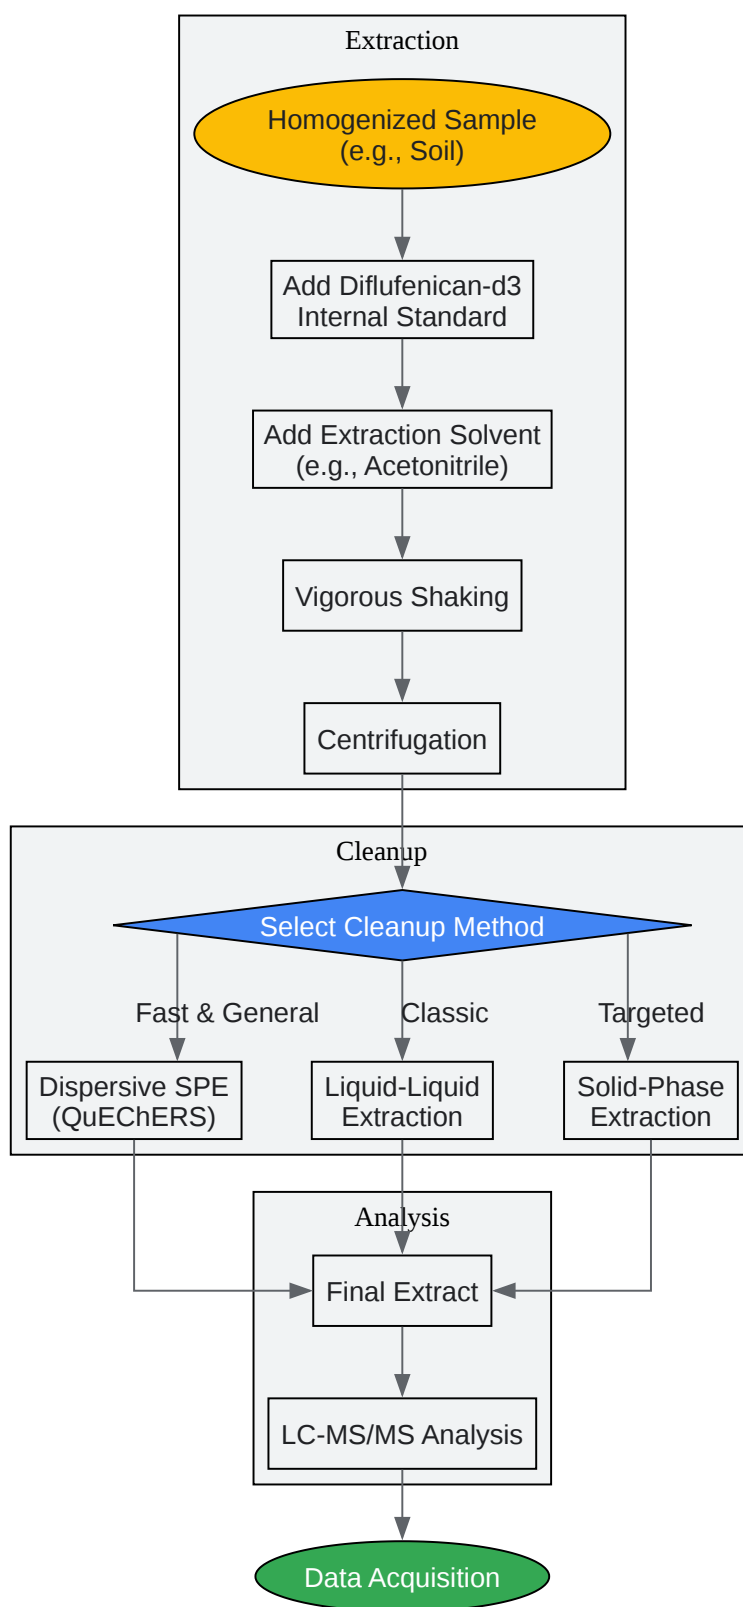 Extraction
Homogenized Sample
(e.g., Soil)
Add Diflufenican-d3
Internal Standard
Add Extraction Solvent
(e.g., Acetonitrile)
Vigorous Shaking
Centrifugation
Cleanup
Select Cleanup Method
Fast & General
Classic
Targeted
Dispersive SPE
(QuEChERS)
Liquid-Liquid
Extraction
Solid-Phase
Extraction
Analysis
Final Extract
LC-MS/MS Analysis
Data Acquisition